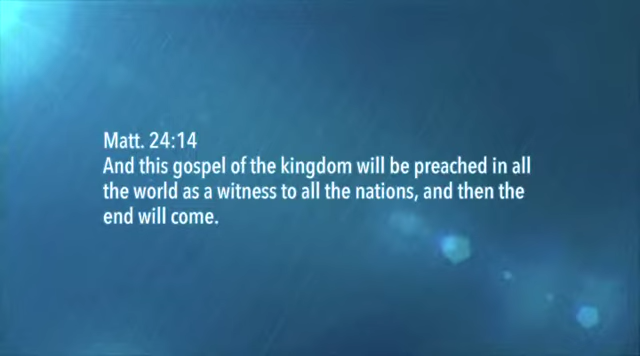 Matt. 24:14
And this gospel of the kingdom will be preached in all
the world as a witness to all the nations, and then the
end will come.